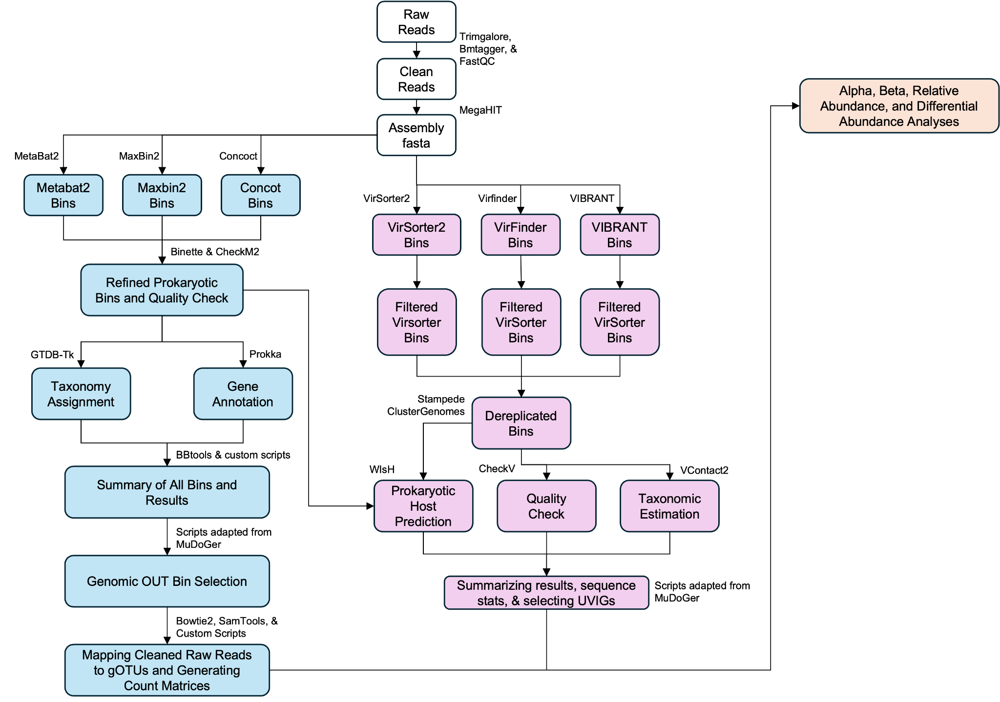 Raw
Reads
Trimgalore,
Bmtagger, &
FastQC
Clean
Reads
MegaHIT
Assembly
fasta
Alpha, Beta, Relative
Abundance, and Differential
Abundance Analyses
MetaBat2
MaxBin2
Concoct
Metabat2
Bins
Maxbin2
Bins
Concot
Bins
VirSorter2
Virfinder
VIBRANT
VirSorter2
Bins
VirFinder
Bins
VIBRANT
Bins
Binette & CheckM2
Refined Prokaryotic
Bins and Quality Check
Filtered
Virsorter
Bins
Filtered
VirSorter
Bins
Filtered
VirSorter
Bins
GTDB-Tk
Prokka
Taxonomy
Assignment
Gene
Annotation
Stampede
ClusterGenomes
Dereplicated
Bins
BBtools & custom scripts
Summary of All Bins and
Results
WIsH
CheckV
VContact2
Prokaryotic
Host
Prediction
Quality
Check
Taxonomic
Estimation
Scripts adapted from
MuDoGer
Genomic OUT Bin Selection
Summarizing results, sequence
stats, & selecting UVIGs
Scripts adapted from
MuDoGer
Bowtie2, SamTools, &
Custom Scripts
Mapping Cleaned Raw Reads
to gOTUs and Generating
Count Matrices